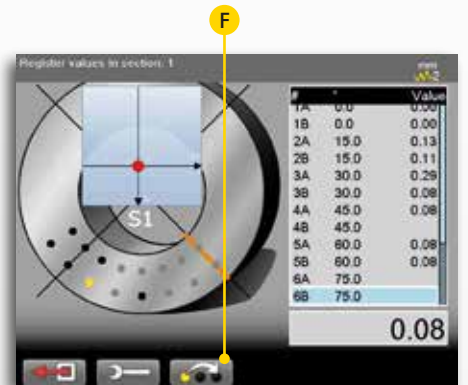 F
Register values in section: 1
mm
2
# ° Value
1A 0.0 0.00
1B 0.0 0.00
2A 15.0 0.13
2B 15.0 0.11
3A 30.0 0.29
3B 30.0 0.08
4A 45.0 0.08
4B 45.0
5A 60.0 0.08
5B 60.0 0.08
6A 75.0
6B 75.0
S1
0.08